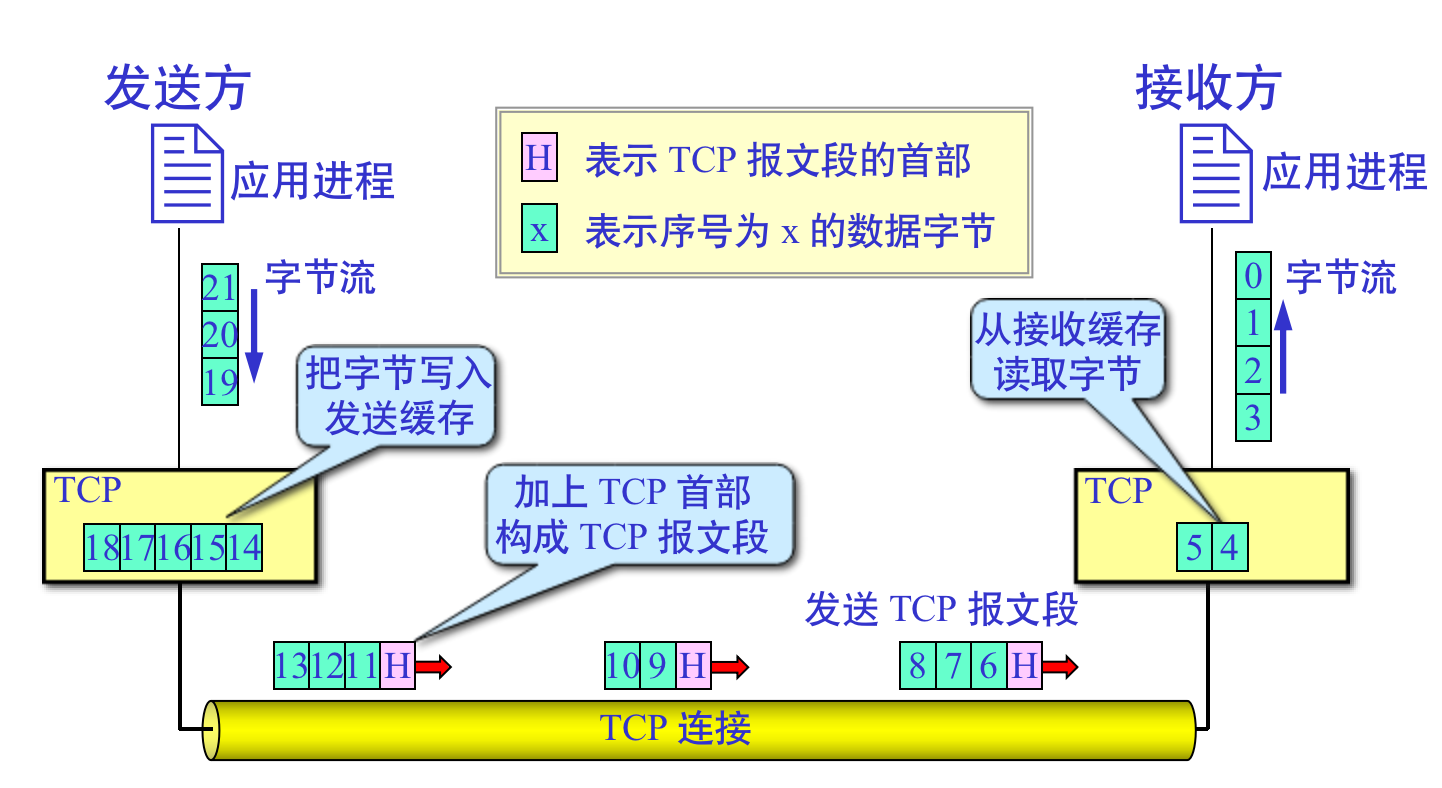 发送方
接收方
应用进程
应用进程
H 表示 TCP 报文段的首部
x 表示序号为 x 的数据字节
字节流
21
20
19
字节流
0
1
2
3
把字节写入
发送缓存
从接收缓存
读取字节
TCP
18 17 16 15 14
加上 TCP 首部
构成 TCP 报文段
TCP
5 4
发送 TCP 报文段
13 12 11 H
10 9 H
8 7 6 H
TCP 连接